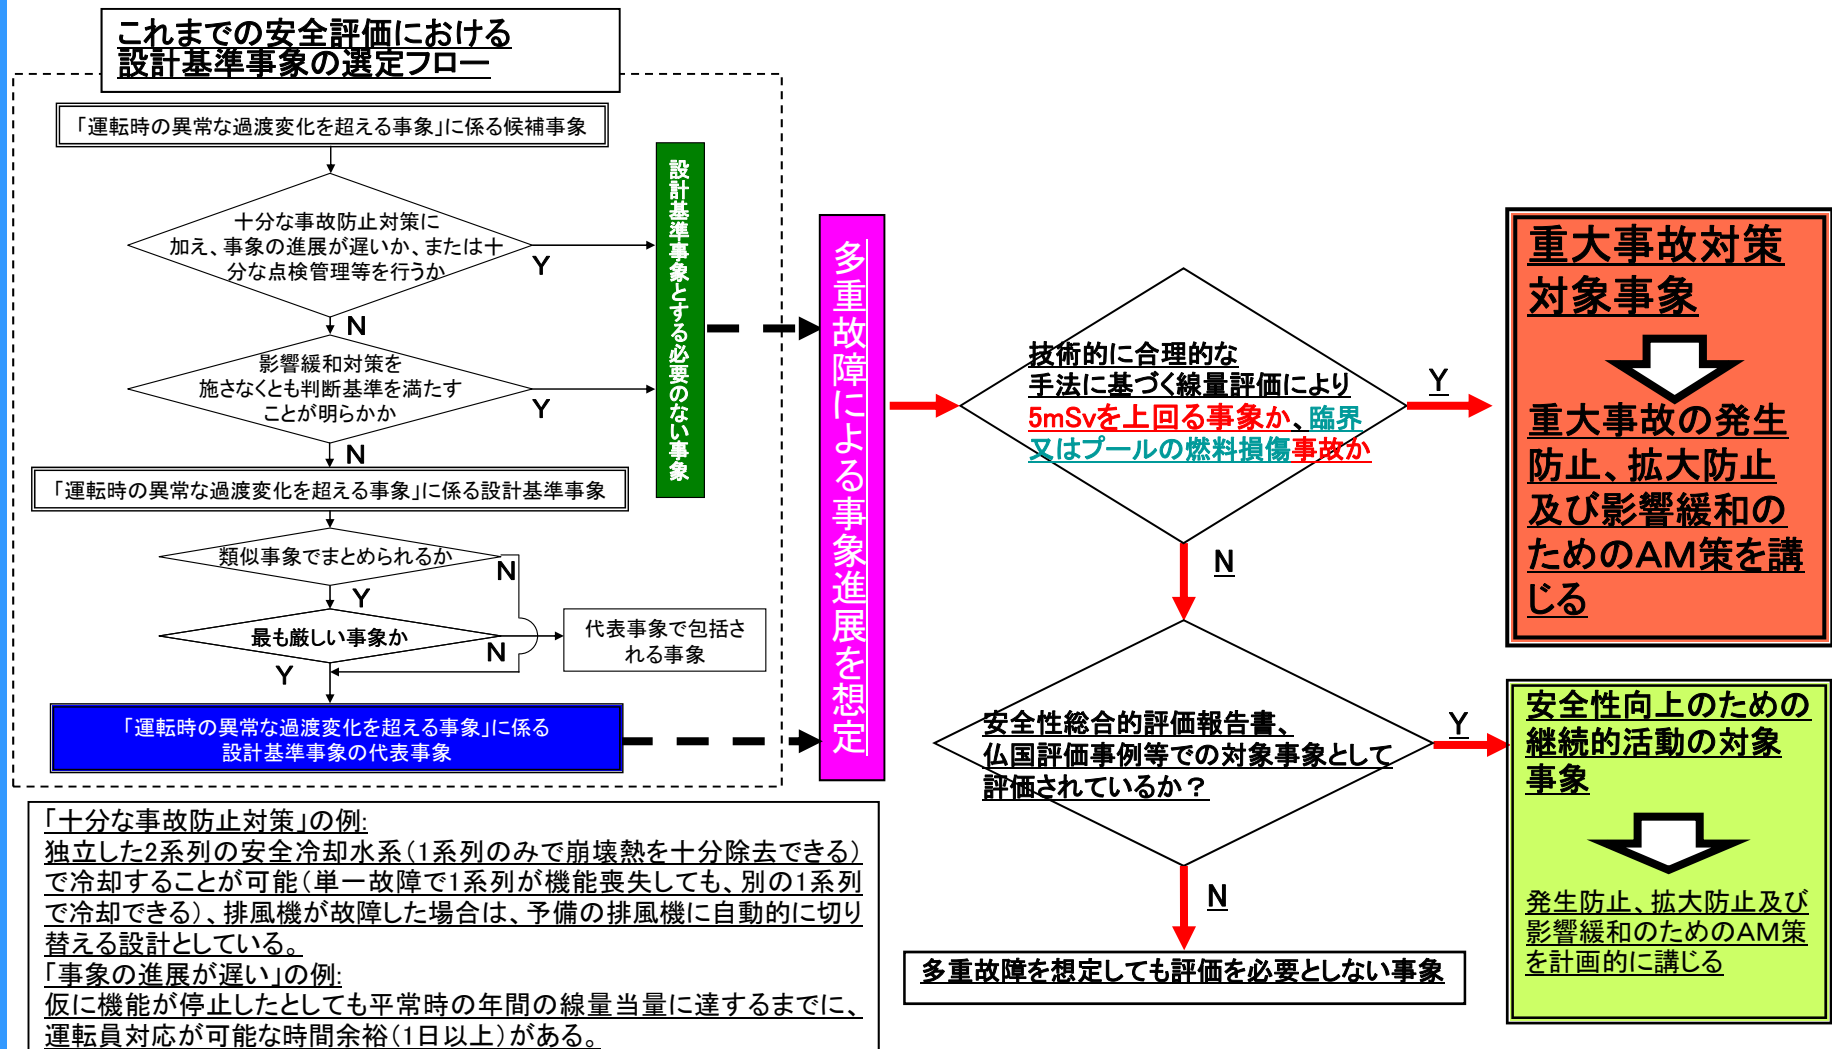 これまでの安全評価における
設計基準事象の選定フロー
「運転時の異常な過渡変化を超える事象」に係る候補事象
十分な事故防止対策に
加え、事象の進展が遅いか、または十
分な点検管理等を行うか
Y
N
影響緩和対策を
施さなくとも判断基準を満たす
ことが明らかか
Y
N
「運転時の異常な過渡変化を超える事象」に係る設計基準事象
類似事象でまとめられるか
N
Y
最も厳しい事象か
N
Y
代表事象で包括さ
れる事象
「運転時の異常な過渡変化を超える事象」に係る
設計基準事象の代表事象
設計基準事象とする必要のない事象
多重故障による事象進展を想定
技術的に合理的な
手法に基づく線量評価により
5mSvを上回る事象か、臨界
又はプールの燃料損傷事故か
Y
N
安全性総合的評価報告書、
仏国評価事例等での対象事象として
評価されているか？
Y
N
多重故障を想定しても評価を必要としない事象
重大事故対策
対象事象
重大事故の発生
防止、拡大防止
及び影響緩和の
ためのAM策を講
じる
安全性向上のための
継続的活動の対象
事象
発生防止、拡大防止及び
影響緩和のためのAM策
を計画的に講じる
「十分な事故防止対策」の例:
独立した2系列の安全冷却水系（1系列のみで崩壊熱を十分除去できる）
で冷却することが可能（単一故障で1系列が機能喪失しても、別の1系列
で冷却できる）、排風機が故障した場合は、予備の排風機に自動的に切り
替える設計としている。
「事象の進展が遅い」の例:
仮に機能が停止したとしても平常時の年間の線量当量に達するまでに、
運転員対応が可能な時間余裕（1日以上）がある。